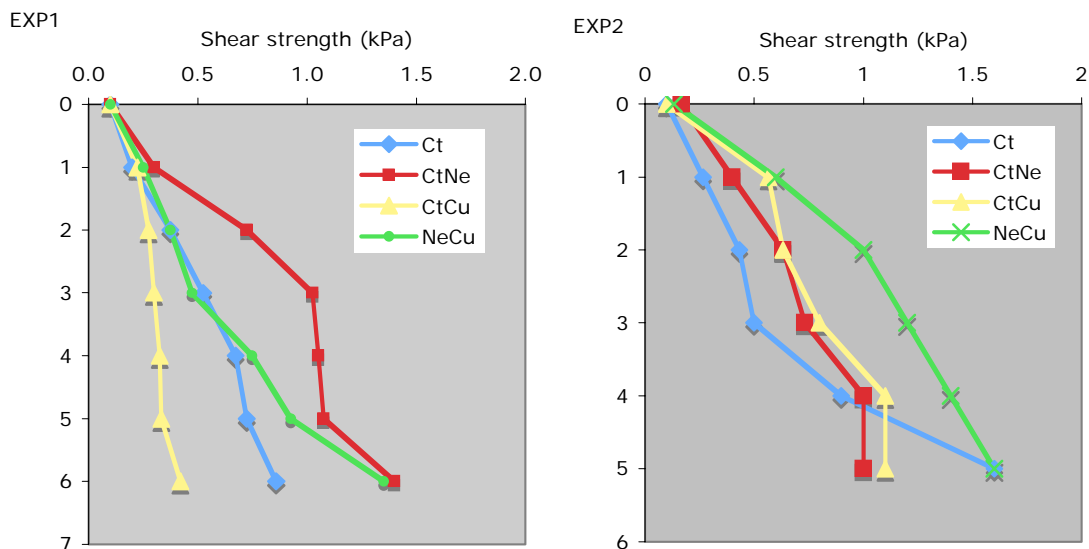 EXP1
Shear strength (kPa)
0.0 0.5 1.0 1.5 2.0
0
1
2
3
4
5
6
7
Ct
CtNe
CtCu
NeCu
EXP2
Shear strength (kPa)
0 0.5 1 1.5 2
0
1
2
3
4
5
6
Ct
CtNe
CtCu
NeCu